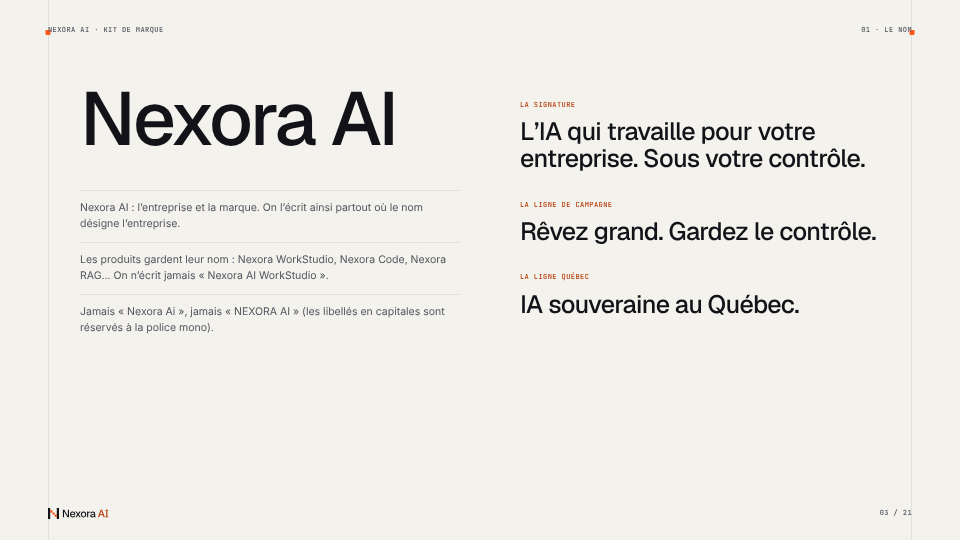 NEXORA AI · KIT DE MARQUE
01 · LE NOM
Nexora AI
Nexora AI : l’entreprise et la marque. On l’écrit ainsi partout où le nom
désigne l’entreprise.
Les produits gardent leur nom : Nexora WorkStudio, Nexora Code, Nexora
RAG… On n’écrit jamais « Nexora AI WorkStudio ».
Jamais « Nexora Ai », jamais « NEXORA AI » (les libellés en capitales sont
réservés à la police mono).
LA SIGNATURE
L’IA qui travaille pour votre
entreprise. Sous votre contrôle.
LA LIGNE DE CAMPAGNE
Rêvez grand. Gardez le contrôle.
LA LIGNE QUÉBEC
IA souveraine au Québec.
Nexora AI
03 / 21